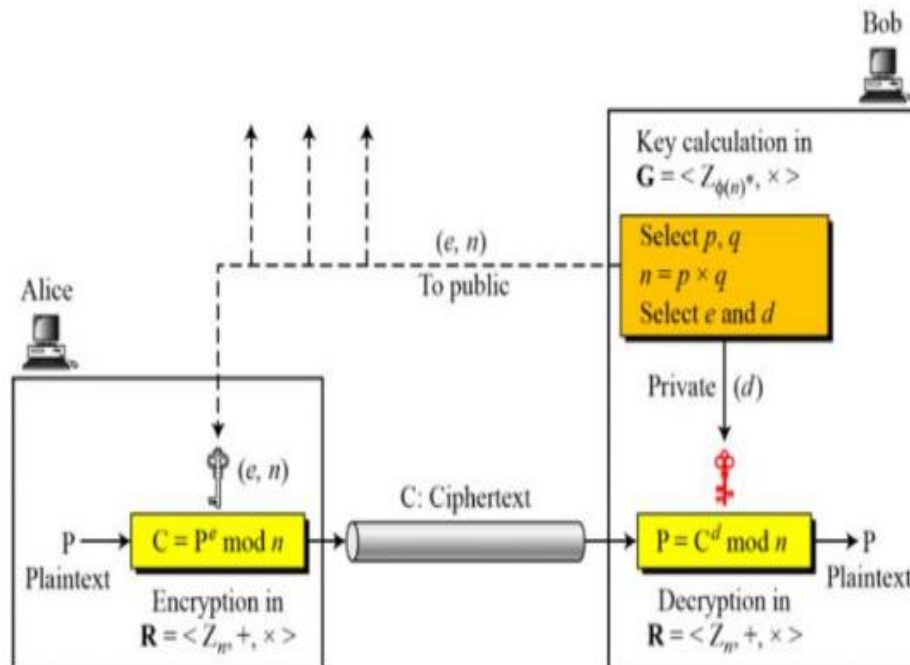 Bob
Key calculation in
G = < Z_ϕ(n)*, × >
Select p, q
n = p × q
Select e and d
(e, n)
To public
Alice
Private (d)
(e, n)
C: Ciphertext
P
Plaintext
C = P^e mod n
P = C^d mod n
P
Plaintext
Encryption in
R = < Z_n, +, × >
Decryption in
R = < Z_n, +, × >